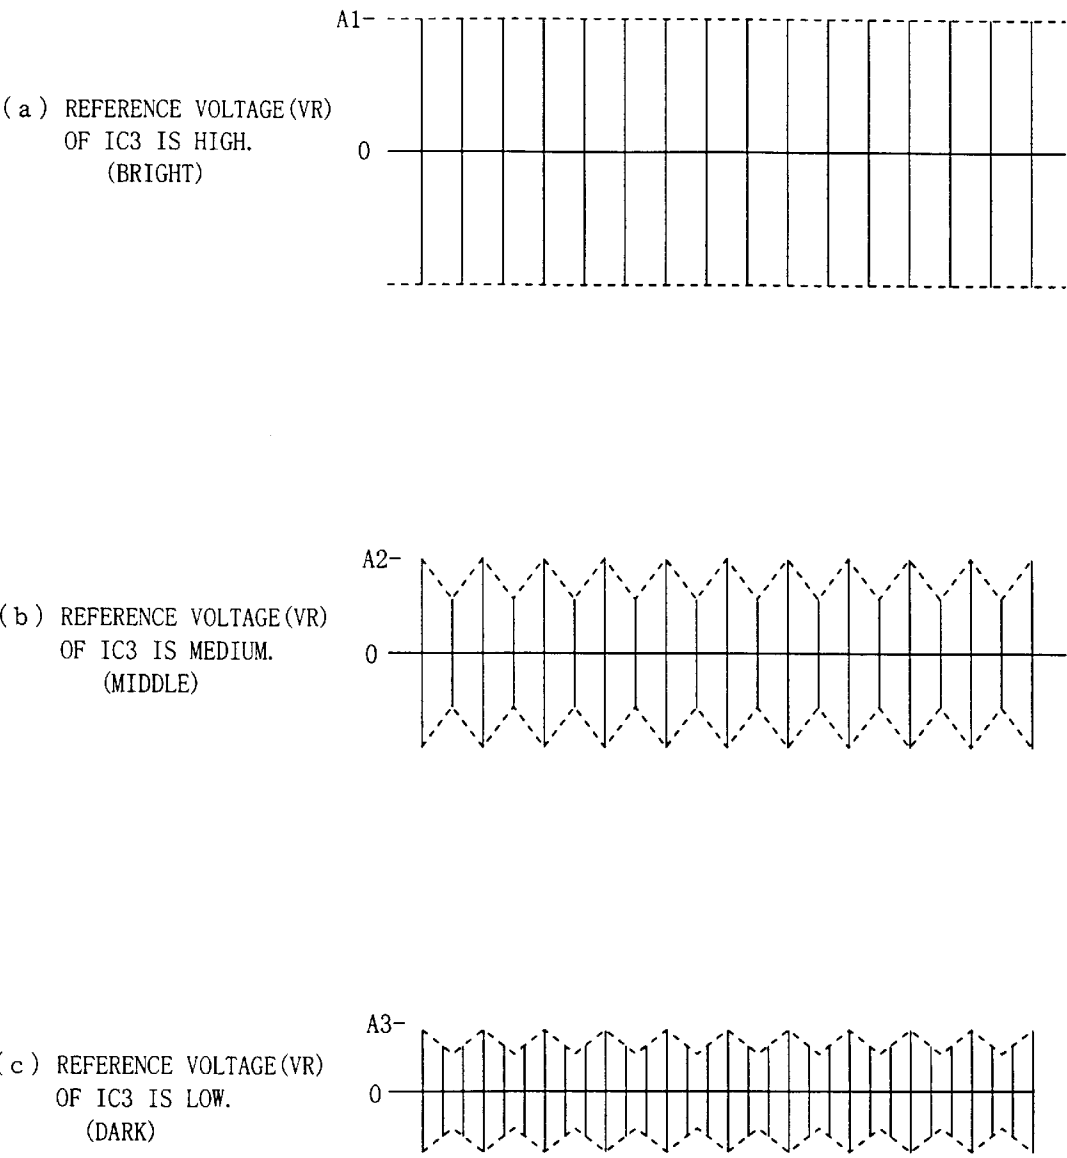 A1-
(a) REFERENCE VOLTAGE(VR)
OF IC3 IS HIGH.
(BRIGHT)
0
A2-
(b) REFERENCE VOLTAGE(VR)
OF IC3 IS MEDIUM.
(MIDDLE)
0
A3-
(c) REFERENCE VOLTAGE(VR)
OF IC3 IS LOW.
(DARK)
0